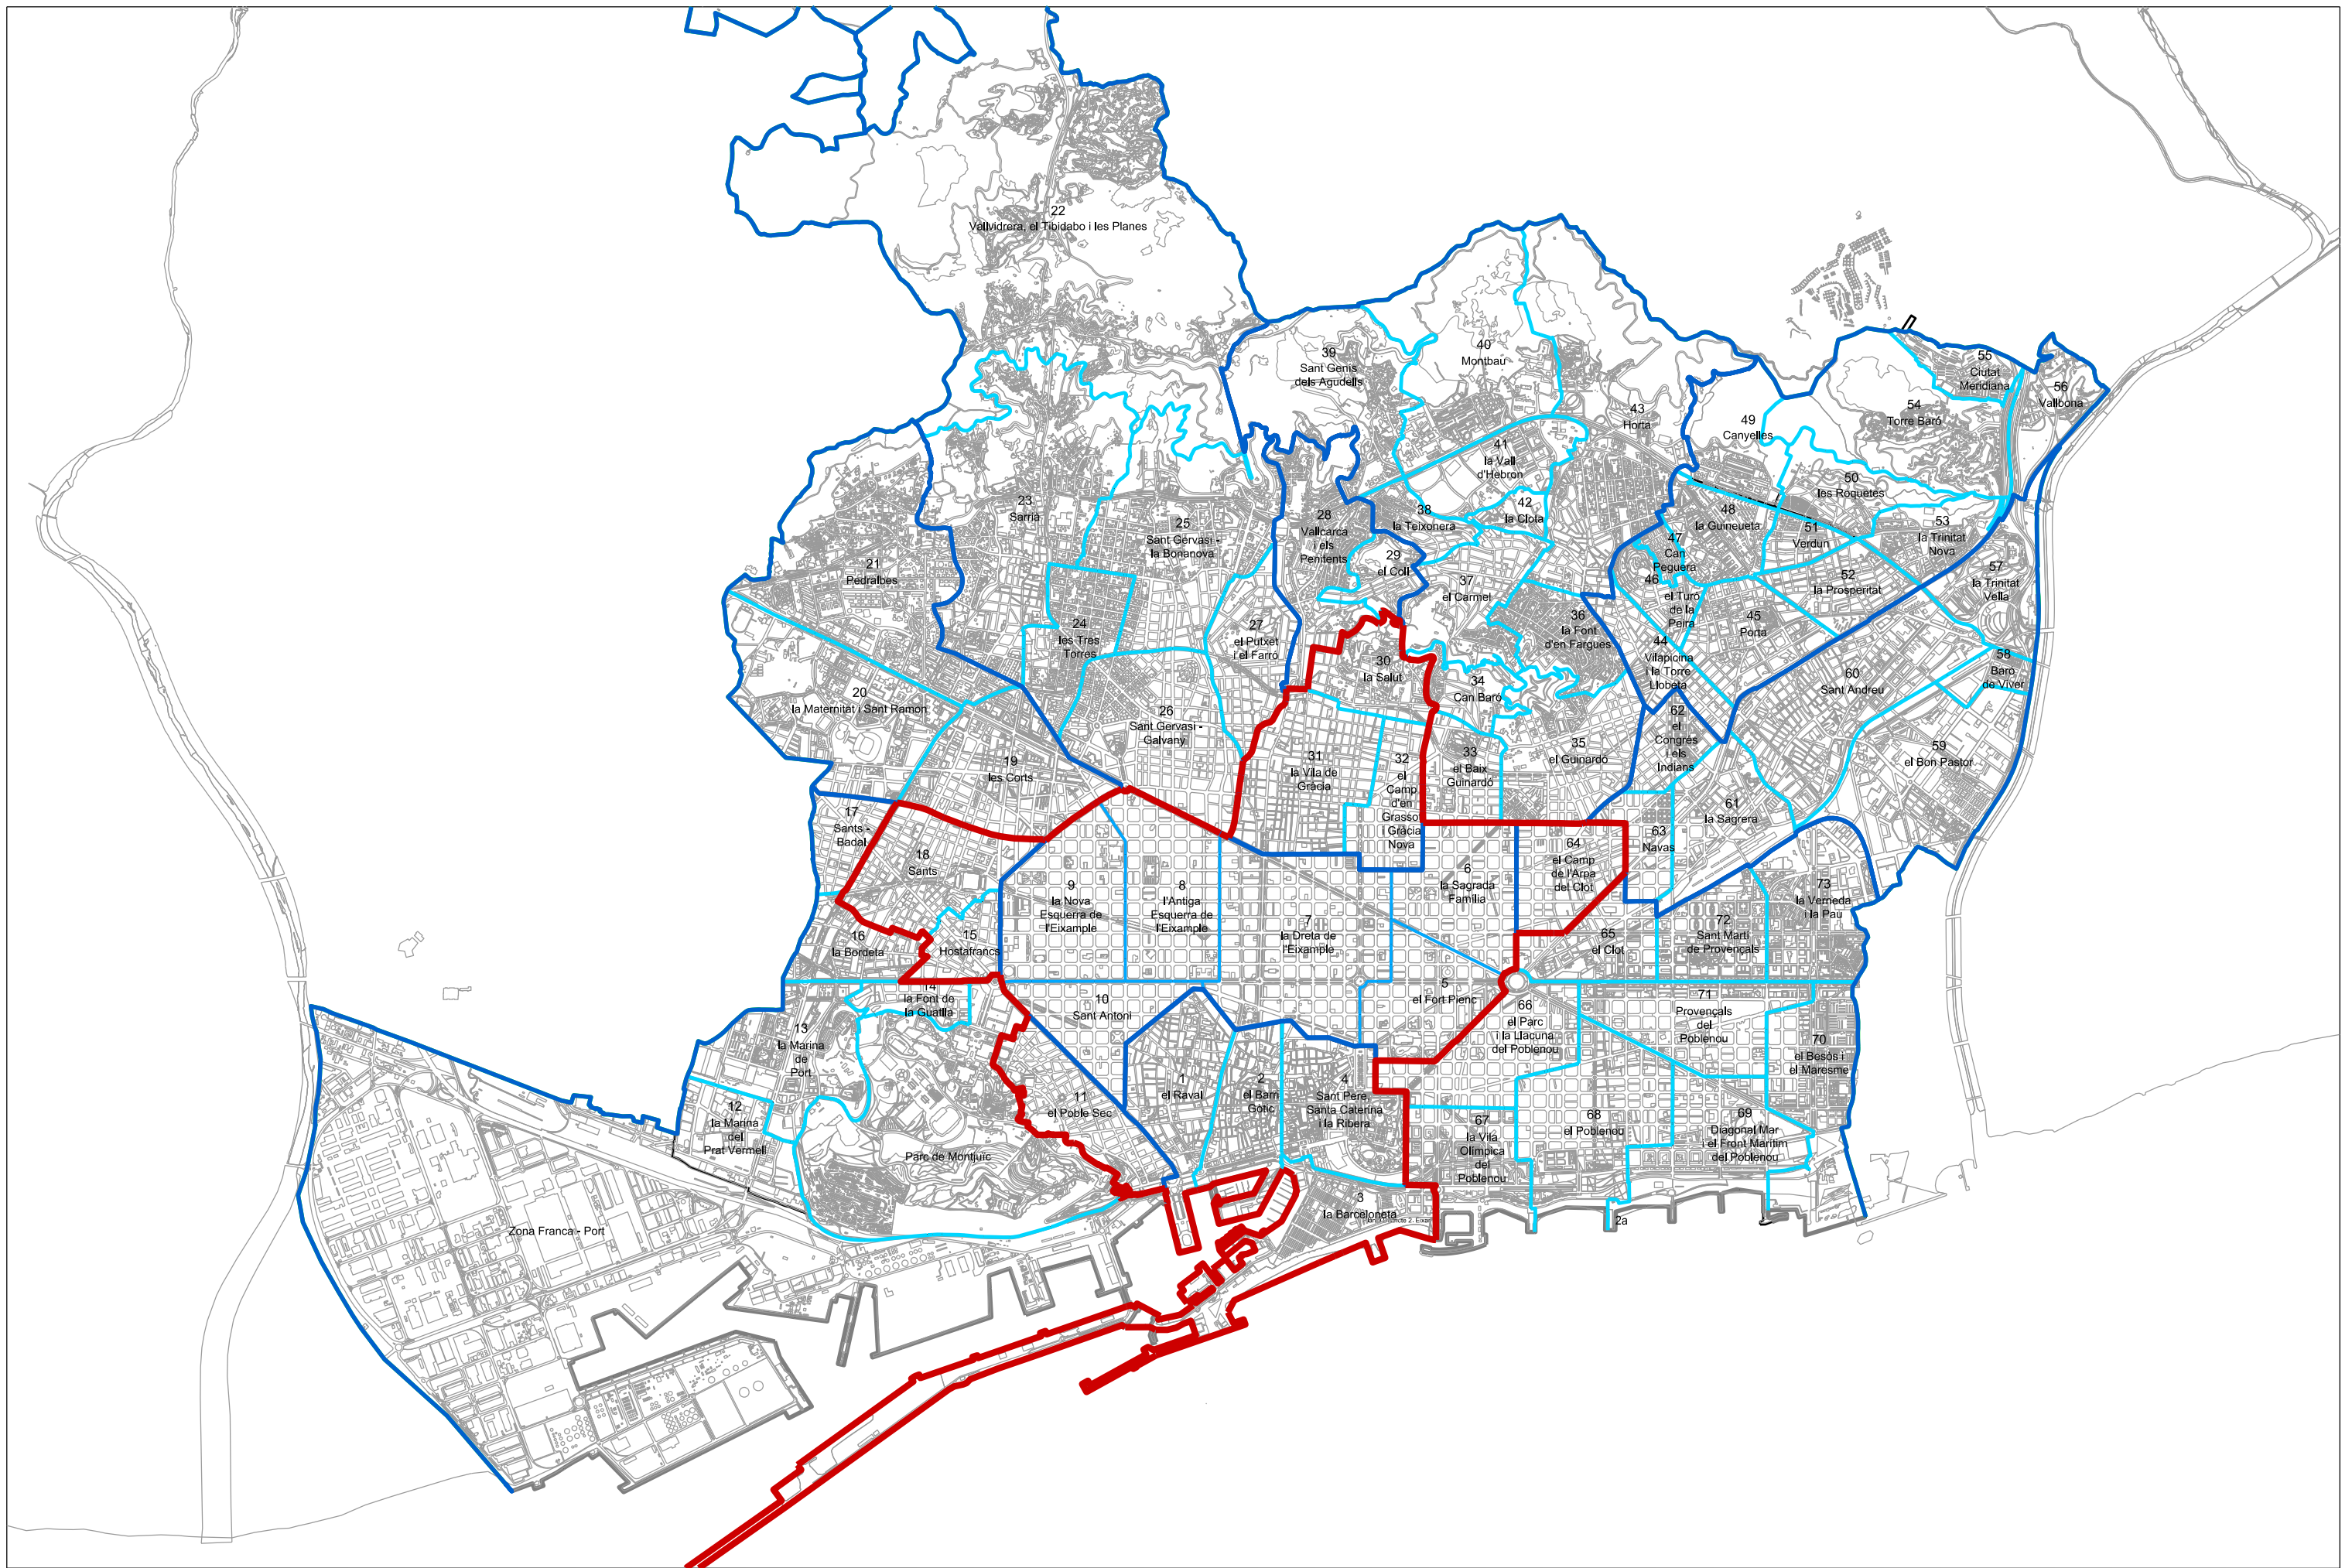 22
Vallvidrera, el Tibidabo i les Planes
39
Sant Genís
dels Agudells
40
Montbau
55
Ciutat
Meridiana
56
Vallbona
54
Torre Baró
43
Horta
49
Canyelles
41
la Vall
d'Hebron
50
les Roquetes
23
Sarrià
42
la Clota
48
la Guineueta
38
la Teixonera
28
Vallcarca
i els
Penitents
25
Sant Gervasi -
la Bonanova
51
Verdun
53
la Trinitat
Nova
47
Can
Peguera
29
el Coll
21
Pedralbes
37
el Carmel
46
el Turó
de la
Peira
52
la Prosperitat
57
la Trinitat
Vella
24
les Tres
Torres
27
el Putxet
i el Farró
36
la Font
d'en Fargues
45
Porta
44
Vilapicina
i la Torre
Llobeta
30
la Salut
58
Baró
de Viver
60
Sant Andreu
34
Can Baró
20
la Maternitat i Sant Ramon
26
Sant Gervasi -
Galvany
62
el
Congrés
i els
Indians
35
el Guinardó
59
el Bon Pastor
19
les Corts
31
la Vila de
Gràcia
32
el
Camp
d'en
Grassot
i Gràcia
Nova
33
el Baix
Guinardó
61
la Sagrera
17
Sants -
Badal
63
Navas
18
Sants
64
el Camp
de l'Arpa
del Clot
6
la Sagrada
Família
9
la Nova
Esquerra de
l'Eixample
8
l'Antiga
Esquerra de
l'Eixample
73
la Verneda
i la Pau
7
la Dreta de
l'Eixample
72
Sant Martí
de Provençals
16
la Bordeta
15
Hostafrancs
65
el Clot
14
la Font de
la Guatlla
5
el Fort Pienc
10
Sant Antoni
66
el Parc
i la Llacuna
del Poblenou
71
Provençals
del
Poblenou
13
la Marina
de
Port
70
el Besòs i
el Maresme
1
el Raval
2
el Barri
Gòtic
4
Sant Pere,
Santa Caterina
i la Ribera
11
el Poble Sec
12
la Marina
del
Prat Vermell
67
la Vila
Olímpica
del
Poblenou
68
el Poblenou
69
Diagonal Mar
i el Front Marítim
del Poblenou
Parc de Montjuïc
3
la Barceloneta
2a
Zona Franca - Port